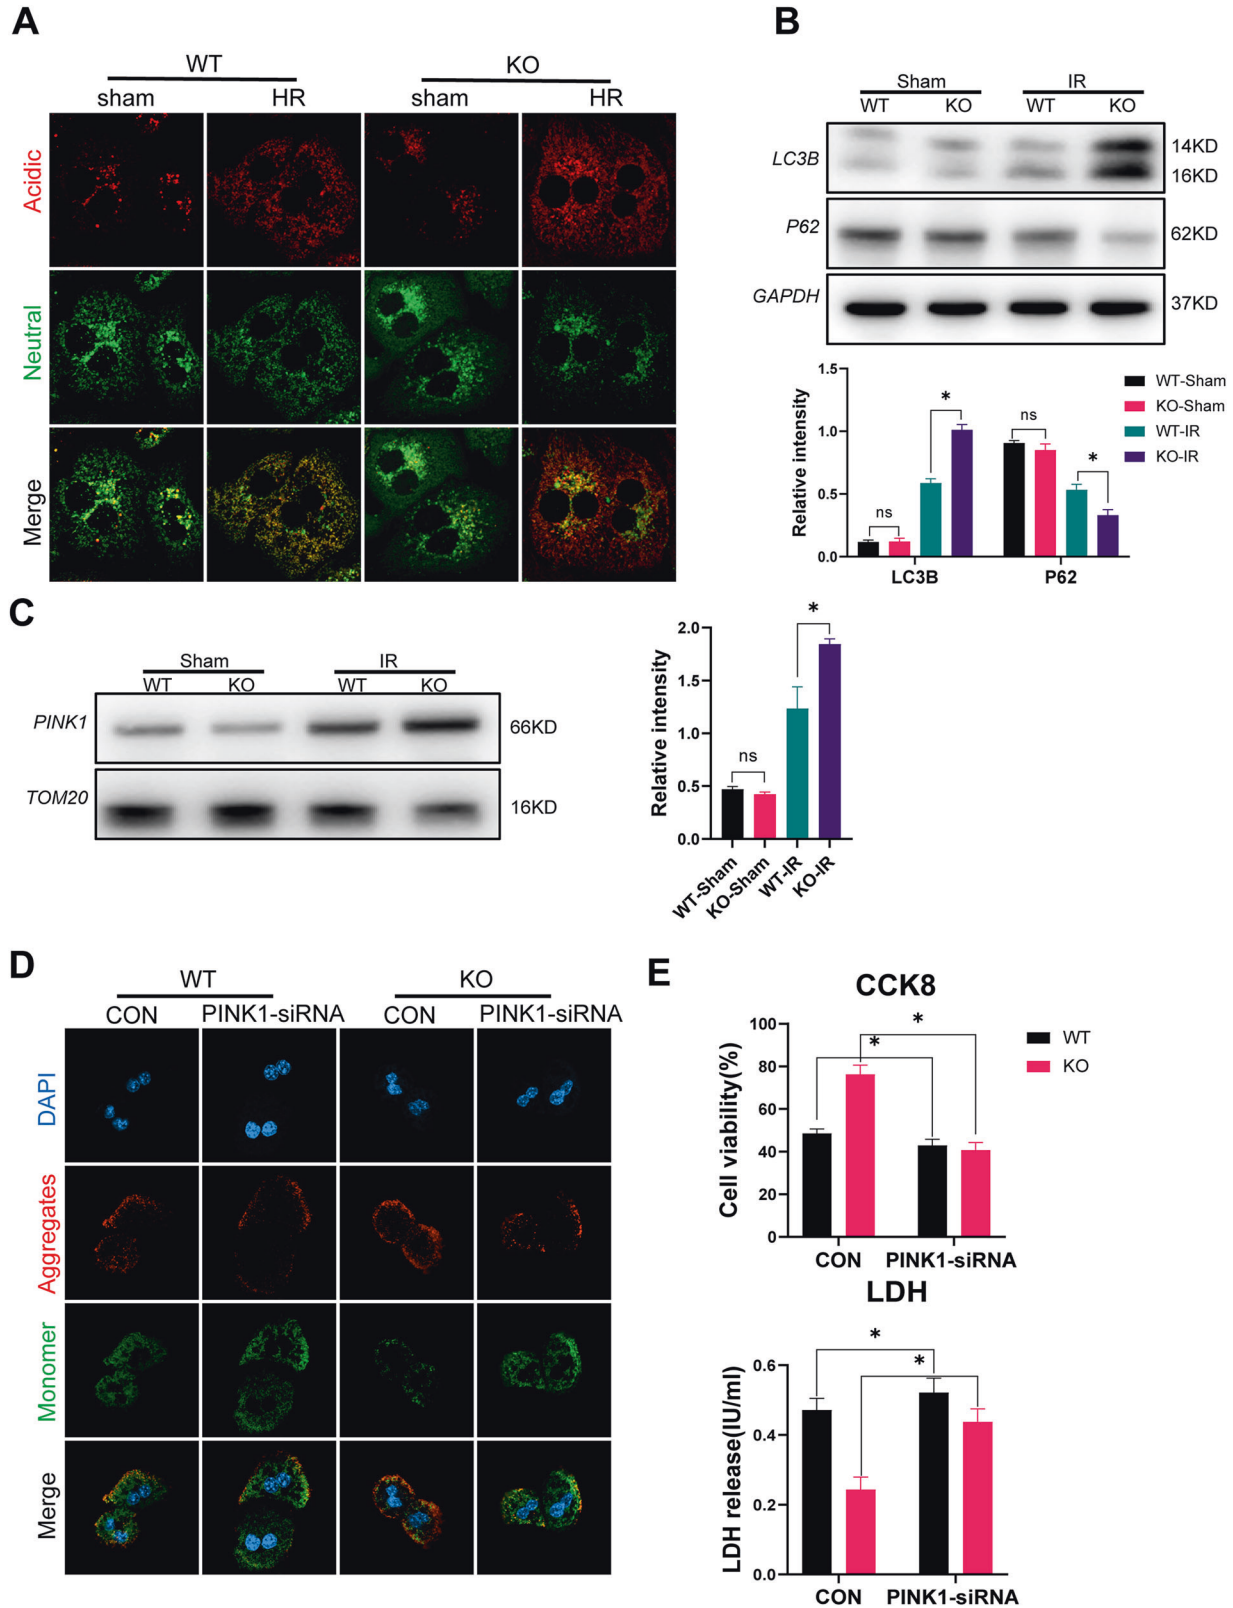 A
WT KO
sham HR sham HR
Acidic
Neutral
Merge
B
Sham IR
WT KO WT KO
LC3B 14KD
16KD
P62 62KD
GAPDH 37KD
Relative intensity
1.5
1.0
0.5
0.0
ns * ns *
LC3B P62
WT-Sham
KO-Sham
WT-IR
KO-IR
C
Sham IR
WT KO WT KO
PINK1 66KD
TOM20 16KD
Relative intensity
2.0
1.5
1.0
0.5
0.0
ns *
WT-Sham
KO-Sham
WT-IR
KO-IR
D
WT KO
CON PINK1-siRNA CON PINK1-siRNA
DAPI
Aggregates
Monomer
Merge
E
CCK8
Cell viability(%)
100
80
60
40
20
0
* *
CON PINK1-siRNA
WT
KO
LDH
LDH release(IU/ml)
0.6
0.4
0.2
0.0
* *
CON PINK1-siRNA